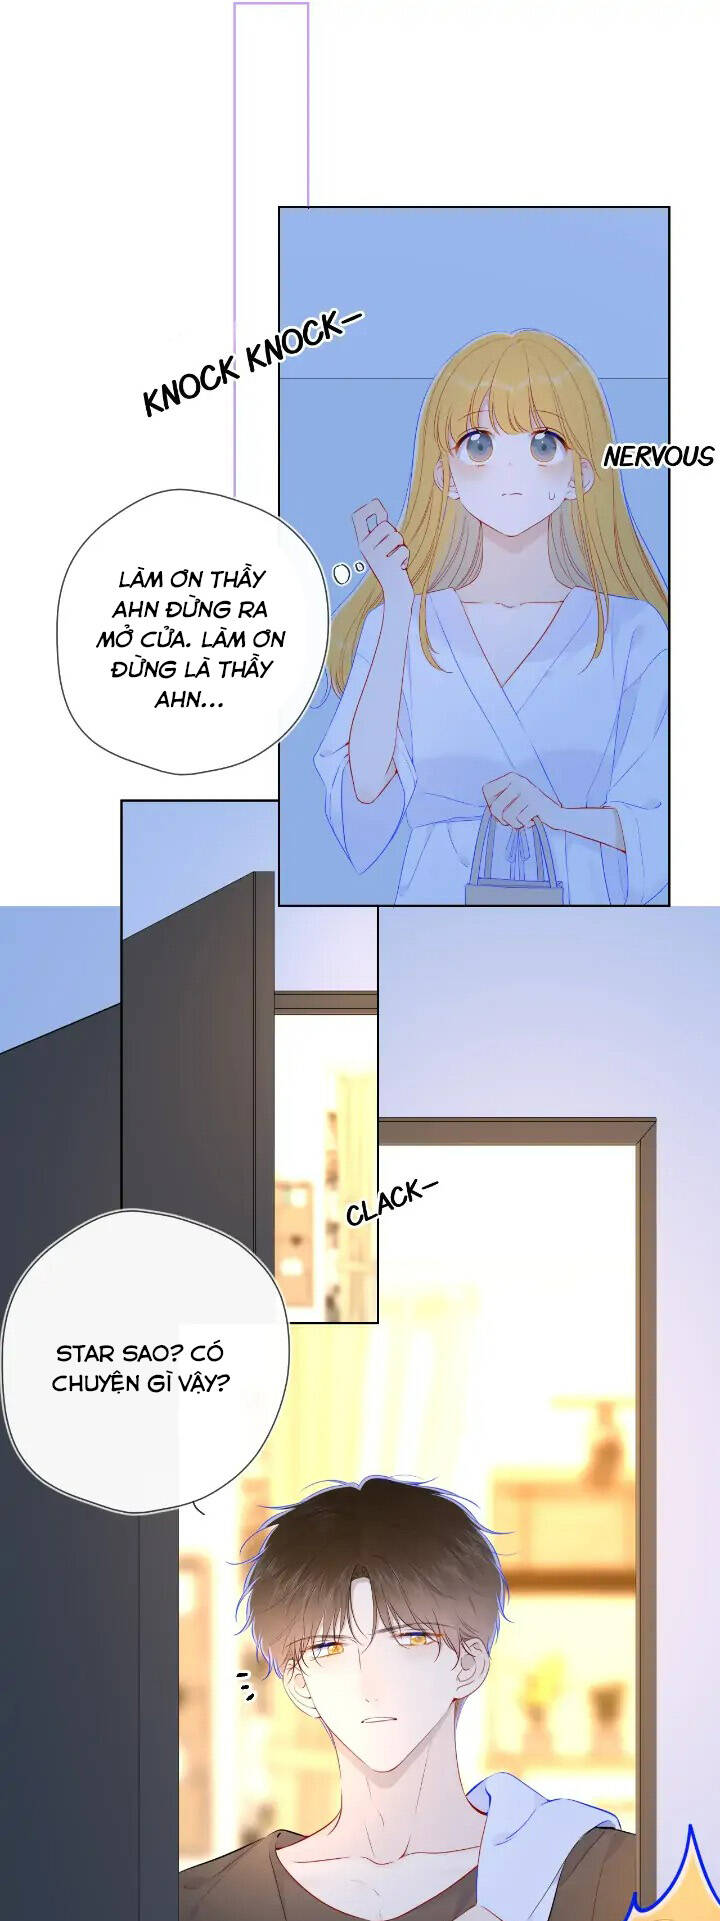 KNOCK KNOCK-
NERVOUS
LÀM ƠN THẦY
AHN ĐỪNG RA
MỞ CỬA. LÀM ƠN
ĐỪNG LÀ THẦY
AHN...
CLACK-
STAR SAO? CÓ
CHUYỆN GÌ VẬY?